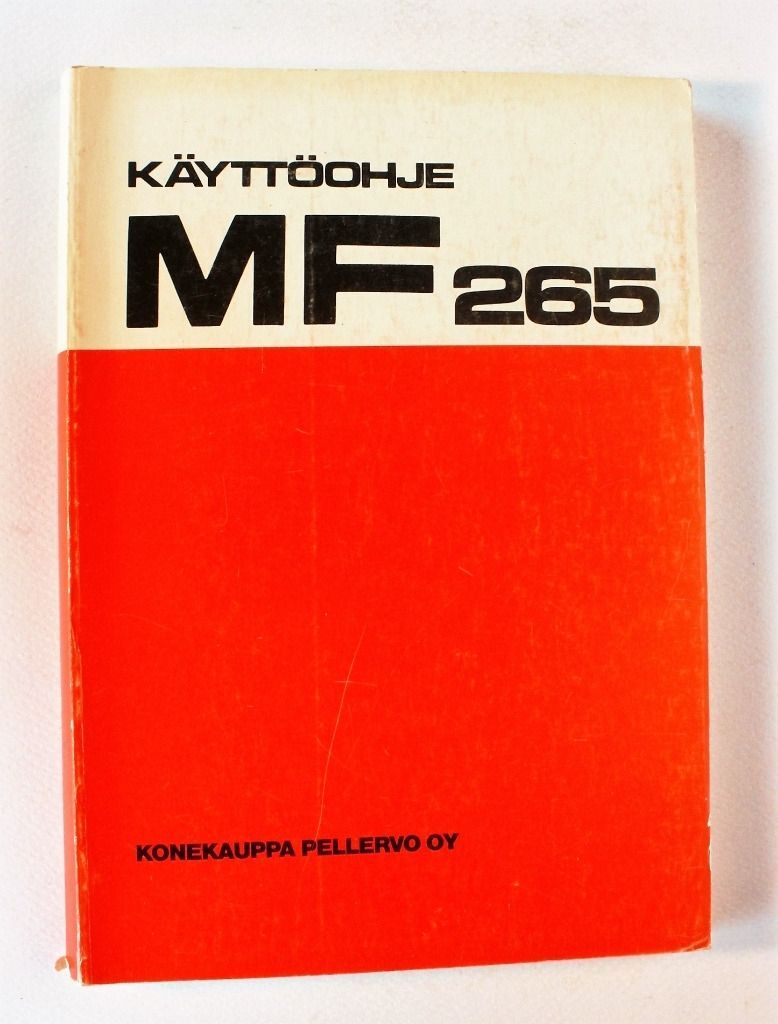 KÄYTTÖOHJE
MF 265
KONEKAUPPA PELLERVO OY